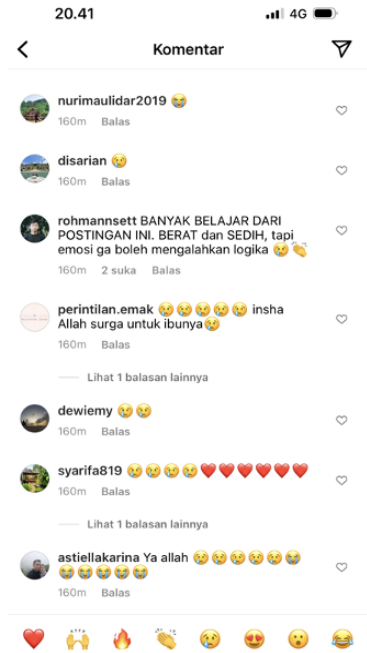 20.41
4G
Komentar
nurimaulidar2019 😭
160m Balas
disarian 😢
160m Balas
rohmannsett BANYAK BELAJAR DARI
POSTINGAN INI. BERAT dan SEDIH, tapi
emosi ga boleh mengalahkan logika 😢👏
160m 2 suka Balas
perintilan.emak 😢😢😢😢😢 insha
Allah surga untuk ibunya😢
160m Balas
Lihat 1 balasan lainnya
dewiemy 😢😢
160m Balas
syarifa819 😢😢😢😢❤️❤️❤️❤️❤️❤️
160m Balas
Lihat 1 balasan lainnya
astiellakarina Ya allah 😢😢😢😢😢😭
😭😭😭😭😭
160m Balas
❤️ 🙌 🔥 👏 😢 😍 😮 😂